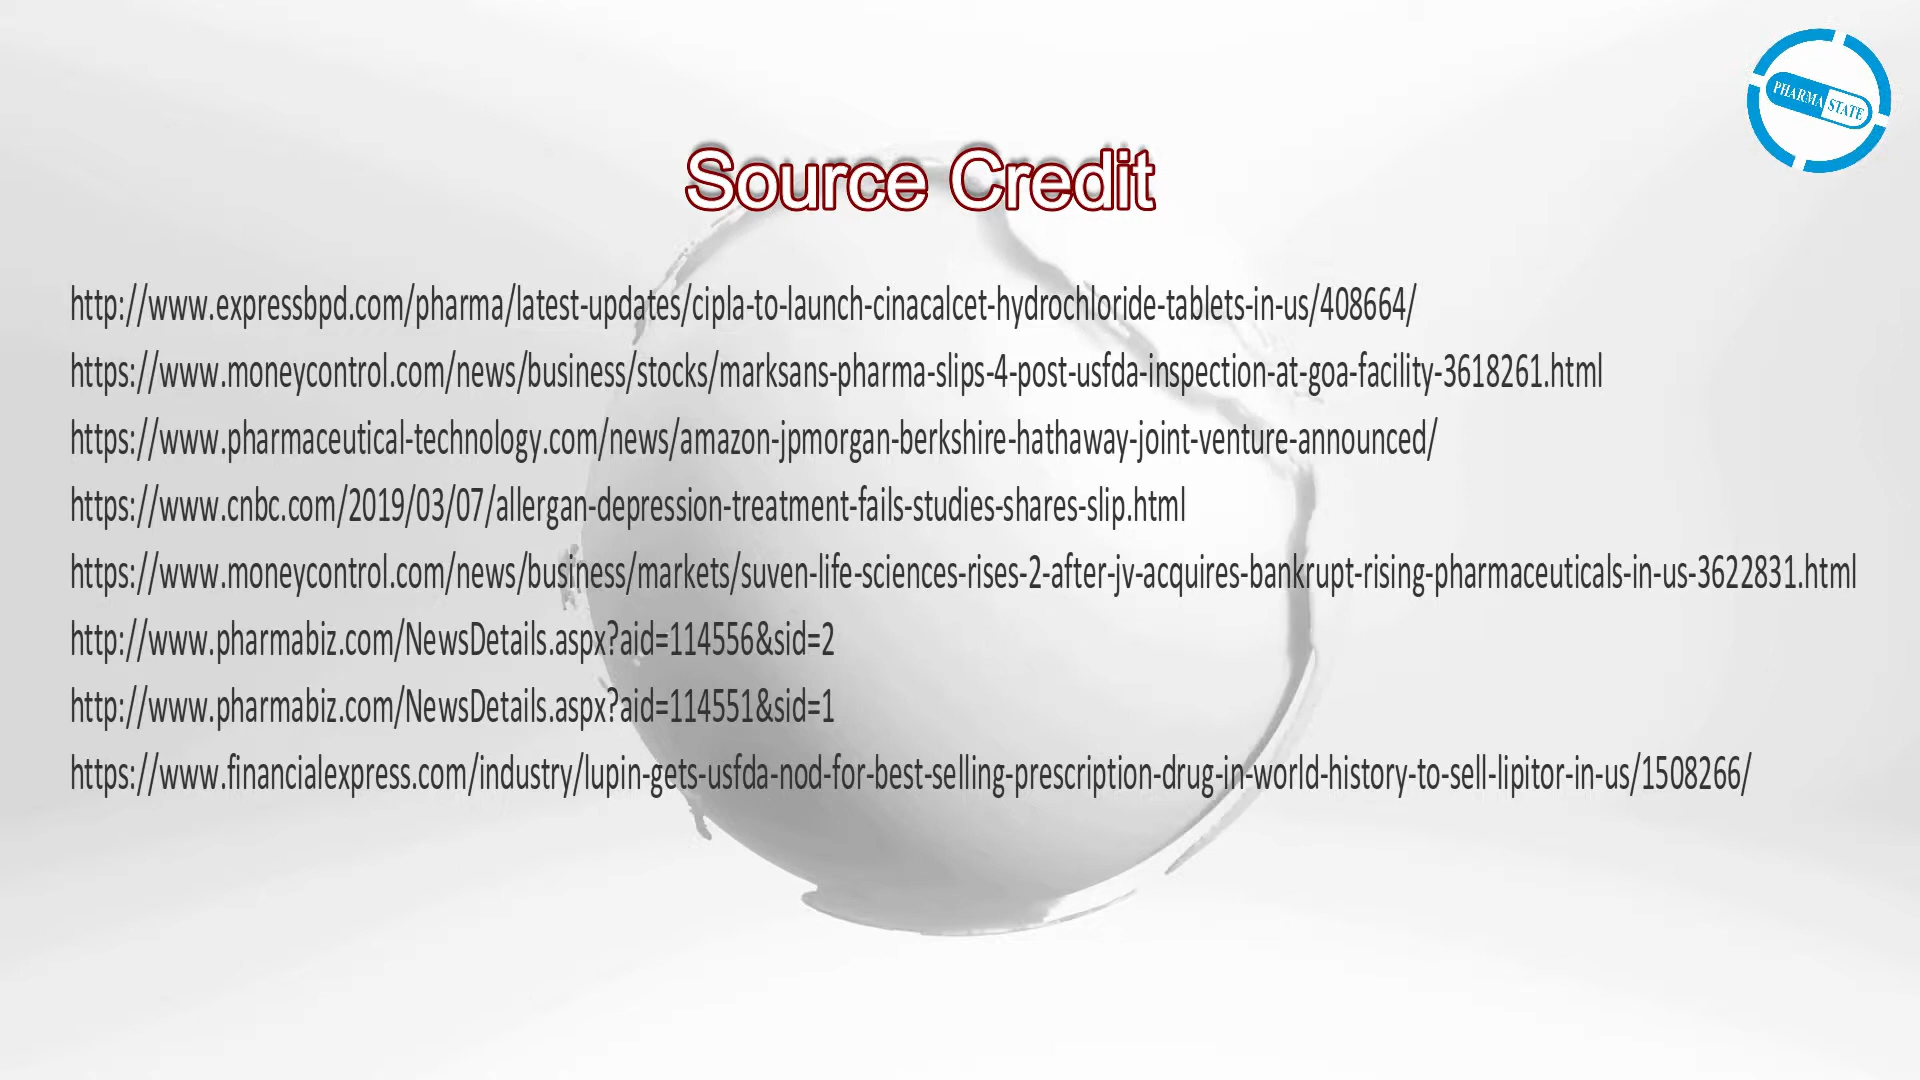 PHARMA STATE
Source Credit
http://www.expressbpd.com/pharma/latest-updates/cipla-to-launch-cinacalcet-hydrochloride-tablets-in-us/408664/
https://www.moneycontrol.com/news/business/stocks/marksans-pharma-slips-4-post-usfda-inspection-at-goa-facility-3618261.html
https://www.pharmaceutical-technology.com/news/amazon-jpmorgan-berkshire-hathaway-joint-venture-announced/
https://www.cnbc.com/2019/03/07/allergan-depression-treatment-fails-studies-shares-slip.html
https://www.moneycontrol.com/news/business/markets/suven-life-sciences-rises-2-after-jv-acquires-bankrupt-rising-pharmaceuticals-in-us-3622831.html
http://www.pharmabiz.com/NewsDetails.aspx?aid=114556&sid=2
http://www.pharmabiz.com/NewsDetails.aspx?aid=114551&sid=1
https://www.financialexpress.com/industry/lupin-gets-usfda-nod-for-best-selling-prescription-drug-in-world-history-to-sell-lipitor-in-us/1508266/